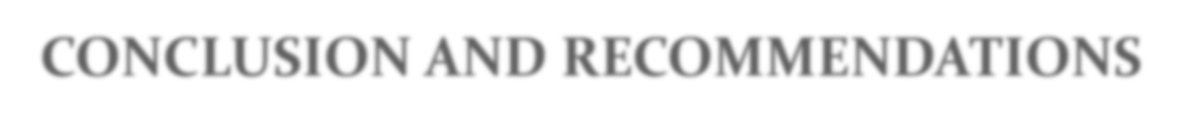 CONCLUSION AND RECOMMENDATIONS